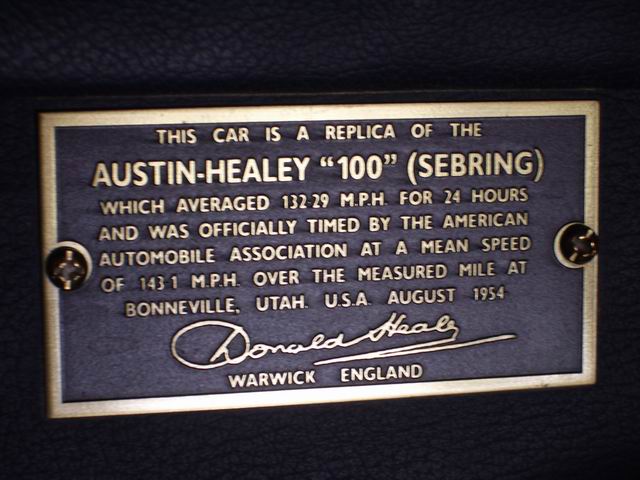 THIS CAR IS A REPLICA OF THE
AUSTIN-HEALEY "100" (SEBRING)
WHICH AVERAGED 132·29 M.P.H. FOR 24 HOURS
AND WAS OFFICIALLY TIMED BY THE AMERICAN
AUTOMOBILE ASSOCIATION AT A MEAN SPEED
OF 143·1 M.P.H. OVER THE MEASURED MILE AT
BONNEVILLE, UTAH. U.S.A. AUGUST 1954
Donald Healey
WARWICK ENGLAND